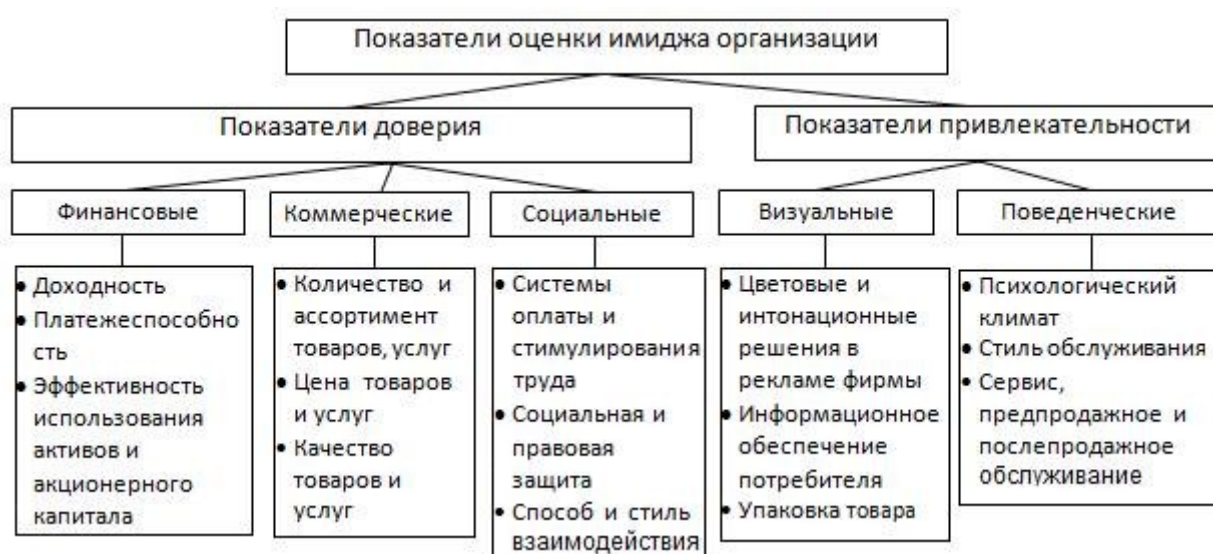 Показатели оценки имиджа организации
Показатели доверия
Показатели привлекательности
Финансовые
Коммерческие
Социальные
Визуальные
Поведенческие
• Доходность
• Платежеспособно
сть
• Эффективность
использования
активов и
акционерного
капитала
• Количество и
ассортимент
товаров, услуг
• Цена товаров
и услуг
• Качество
товаров и
услуг
• Системы
оплаты и
стимулирования
труда
• Социальная и
правовая
защита
• Способ и стиль
взаимодействия
• Цветовые и
интонационные
решения в
рекламе фирмы
• Информационное
обеспечение
потребителя
• Упаковка товара
• Психологический
климат
• Стиль обслуживания
• Сервис,
предпродажное и
послепродажное
обслуживание